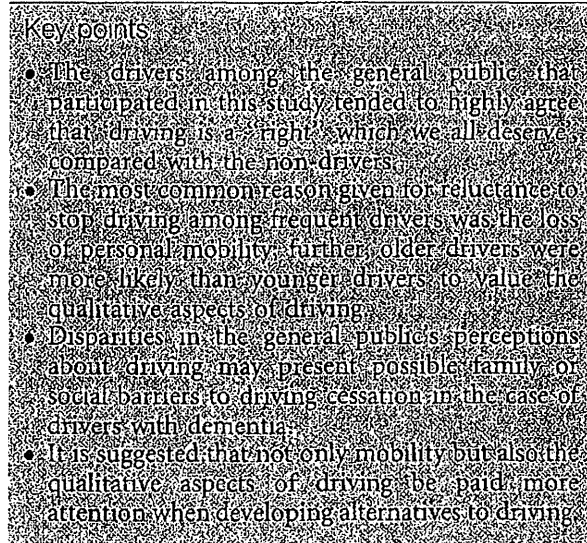 Key points
• The drivers among the general public that
participated in this study tended to highly agree
that 'driving is a "right" which we all deserve',
compared with the non-drivers.
• The most common reason given for reluctance to
stop driving among frequent drivers was the loss
of personal mobility; further, older drivers were
more likely than younger drivers to value the
qualitative aspects of driving.
• Disparities in the general public's perceptions
about driving may present possible family or
social barriers to driving cessation in the case of
drivers with dementia.
• It is suggested that not only mobility but also the
qualitative aspects of driving be paid more
attention when developing alternatives to driving.